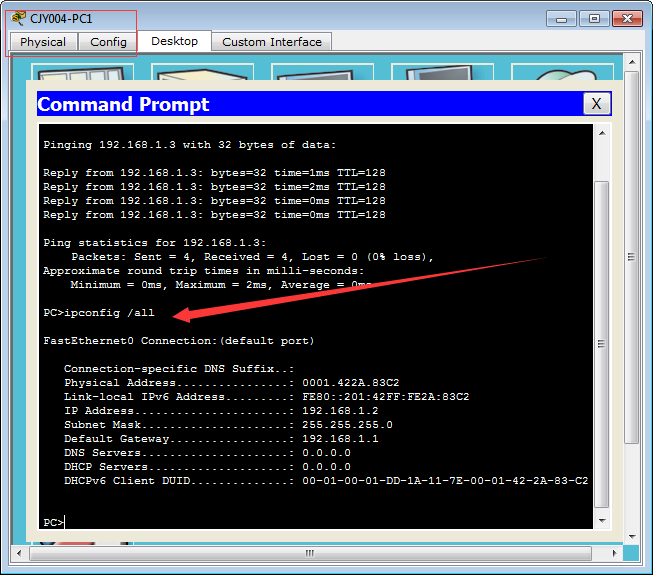 CJY004-PC1
Physical Config Desktop Custom Interface
Command Prompt X
Pinging 192.168.1.3 with 32 bytes of data:
Reply from 192.168.1.3: bytes=32 time=1ms TTL=128
Reply from 192.168.1.3: bytes=32 time=2ms TTL=128
Reply from 192.168.1.3: bytes=32 time=0ms TTL=128
Reply from 192.168.1.3: bytes=32 time=0ms TTL=128
Ping statistics for 192.168.1.3:
Packets: Sent = 4, Received = 4, Lost = 0 (0% loss),
Approximate round trip times in milli-seconds:
Minimum = 0ms, Maximum = 2ms, Average = 0ms
PC>ipconfig /all
FastEthernet0 Connection:(default port)
Connection-specific DNS Suffix..:
Physical Address................: 0001.422A.83C2
Link-local IPv6 Address.........: FE80::201:42FF:FE2A:83C2
IP Address......................: 192.168.1.2
Subnet Mask.....................: 255.255.255.0
Default Gateway.................: 192.168.1.1
DNS Servers.....................: 0.0.0.0
DHCP Servers....................: 0.0.0.0
DHCPv6 Client DUID..............: 00-01-00-01-DD-1A-11-7E-00-01-42-2A-83-C2
PC>